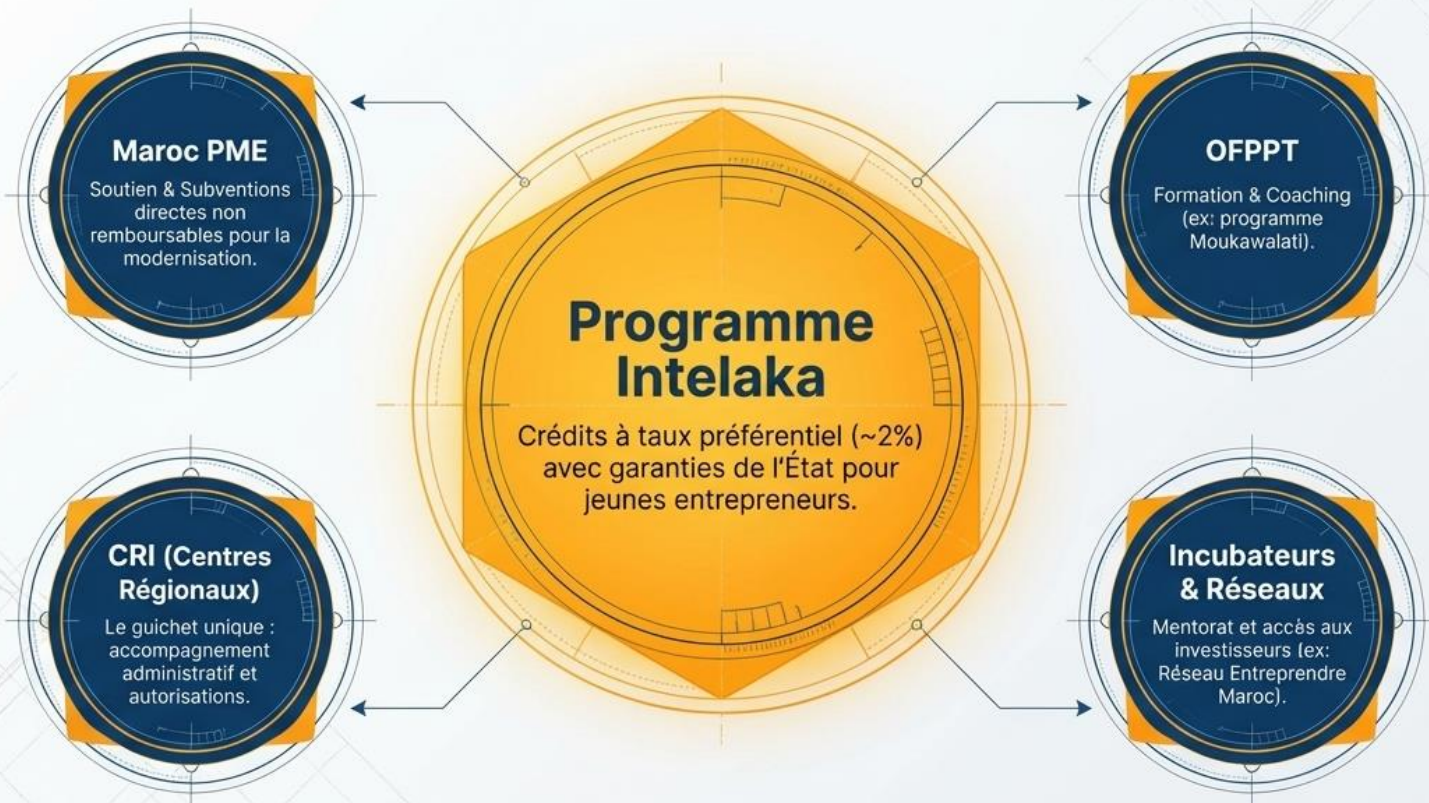 Maroc PME
Soutien & Subventions
directes non
remboursables pour la
modernisation.
OFPPT
Formation & Coaching
(ex: programme
Moukawalati).
Programme
Intelaka
Crédits à taux préférentiel (~2%)
avec garanties de l'État pour
jeunes entrepreneurs.
CRI (Centres
Régionaux)
Le guichet unique :
accompagnement
administratif et
autorisations.
Incubateurs
& Réseaux
Mentorat et accès aux
investisseurs (ex:
Réseau Entreprendre
Maroc).